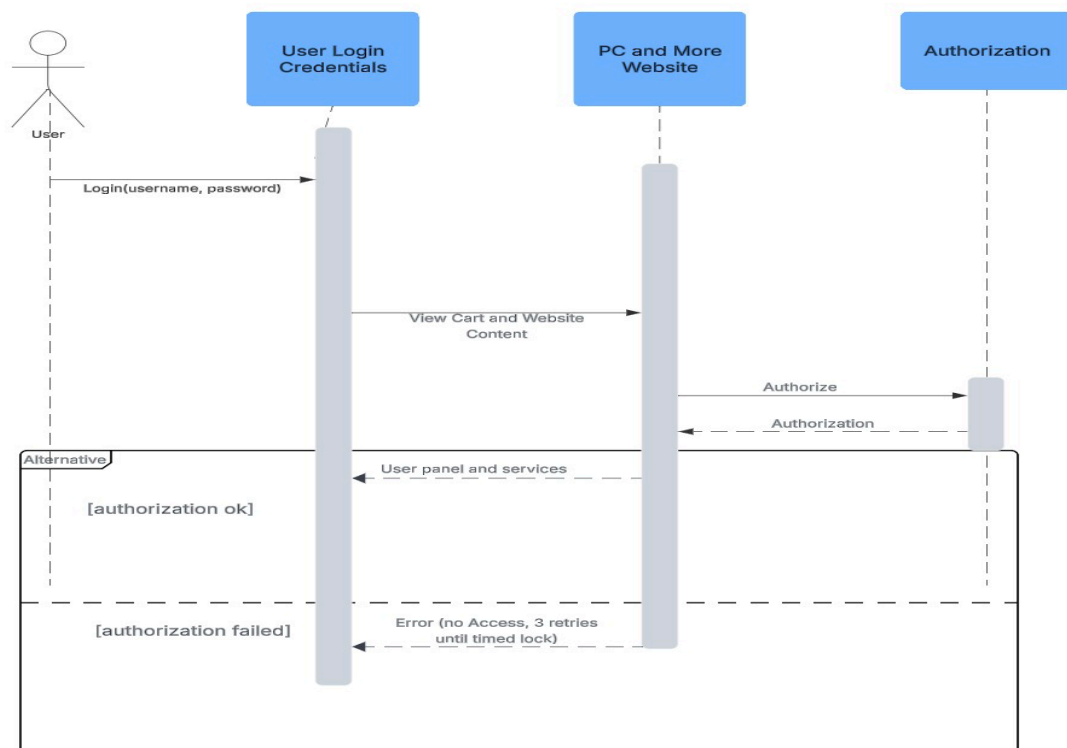 User Login
Credentials
PC and More
Website
Authorization
User
Login(username, password)
View Cart and Website
Content
Authorize
Authorization
Alternative
User panel and services
[authorization ok]
[authorization failed]
Error (no Access, 3 retries
until timed lock)